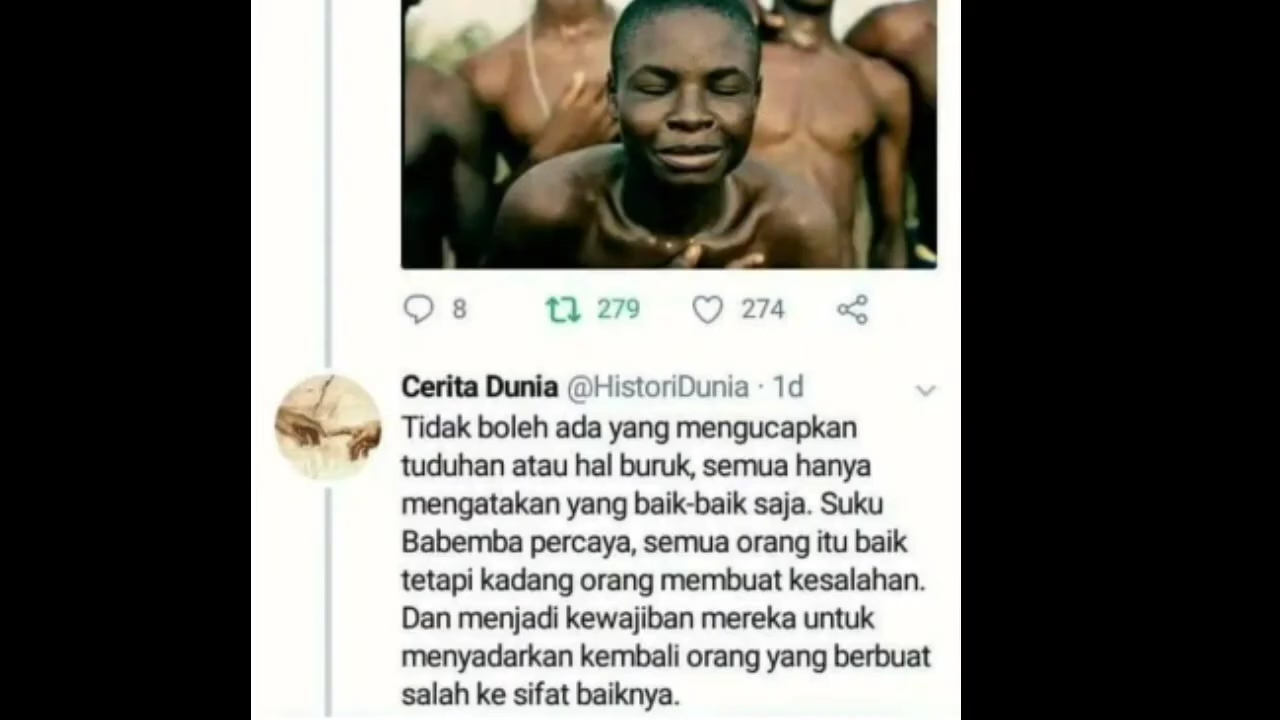 8 279 274
Cerita Dunia @HistoriDunia · 1d
Tidak boleh ada yang mengucapkan
tuduhan atau hal buruk, semua hanya
mengatakan yang baik-baik saja. Suku
Babemba percaya, semua orang itu baik
tetapi kadang orang membuat kesalahan.
Dan menjadi kewajiban mereka untuk
menyadarkan kembali orang yang berbuat
salah ke sifat baiknya.